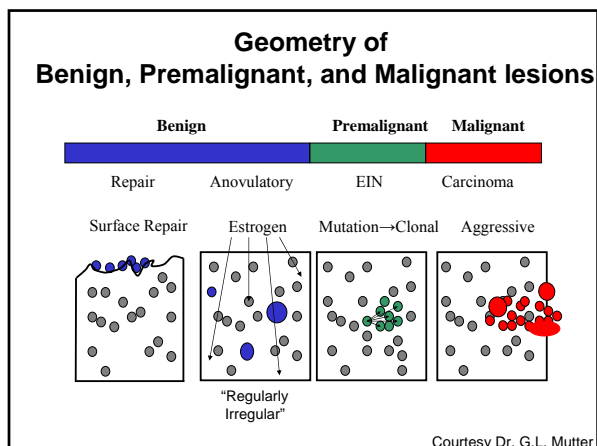 Geometry of
Benign, Premalignant, and Malignant lesions
Benign Premalignant Malignant
Repair Anovulatory EIN Carcinoma
Surface Repair Estrogen Mutation→Clonal Aggressive
"Regularly
Irregular"
Courtesy Dr. G.L. Mutter